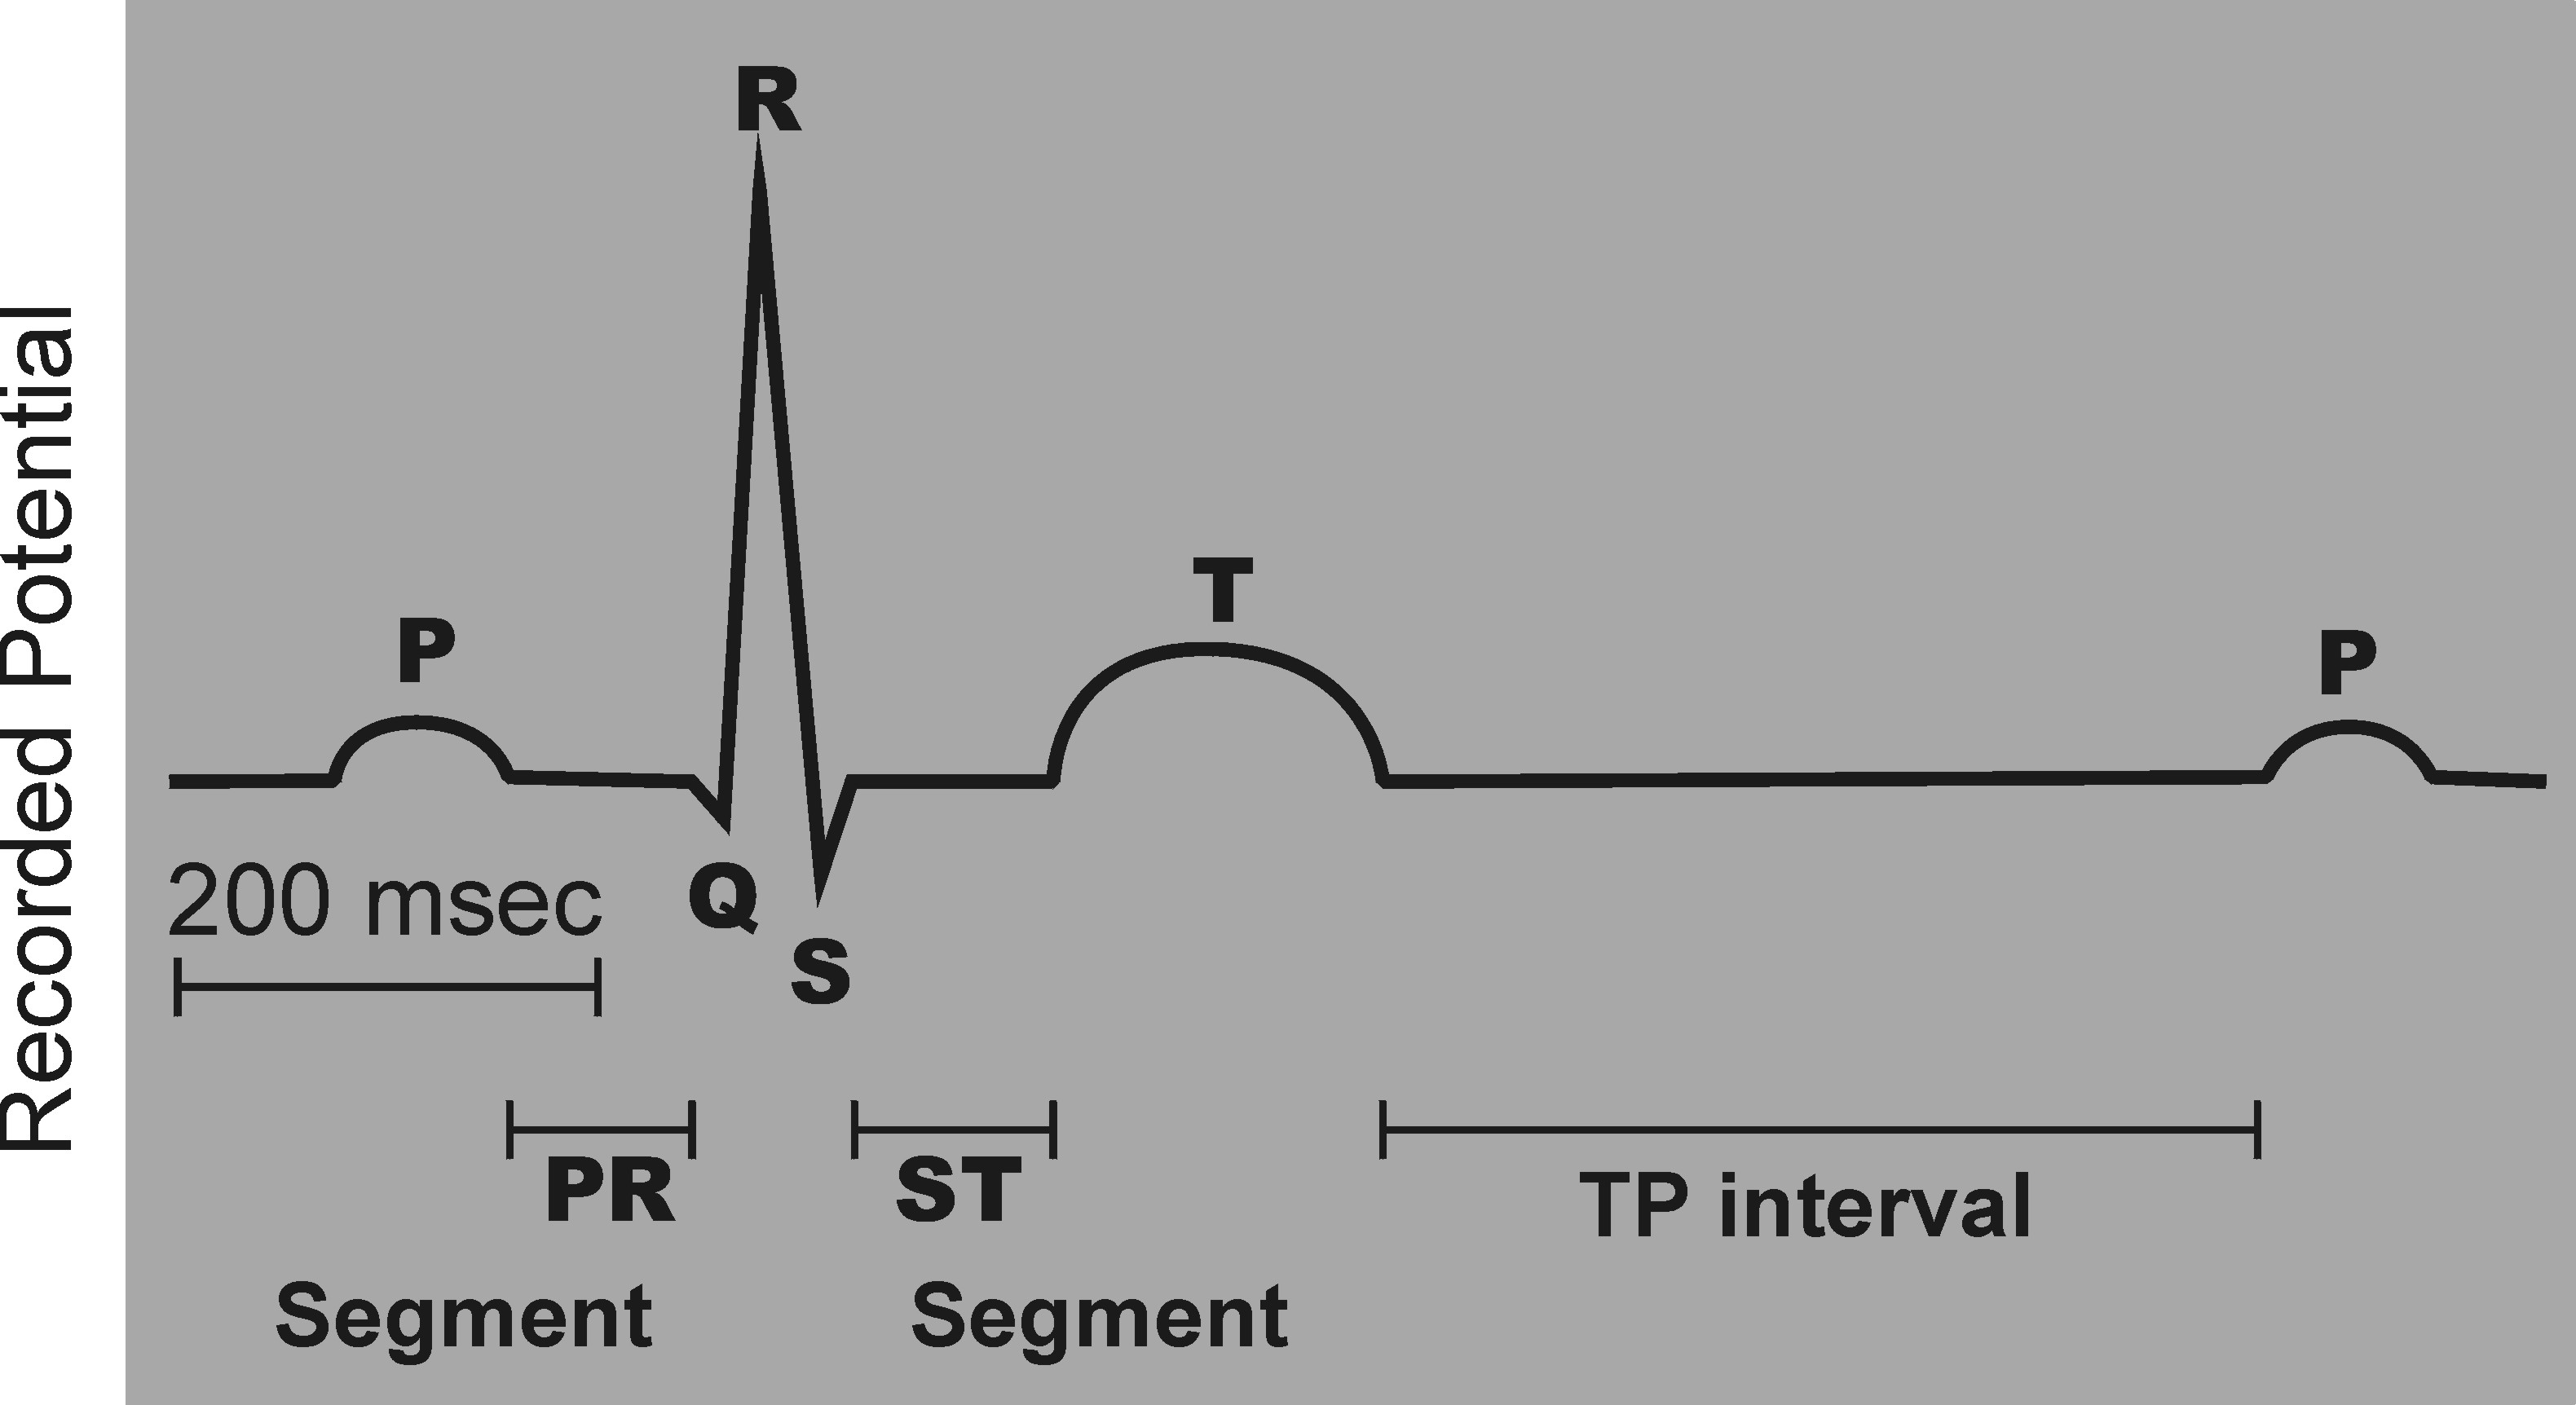 Recorded Potential
R
P
T
P
200 msec
Q
S
PR
Segment
ST
Segment
TP interval